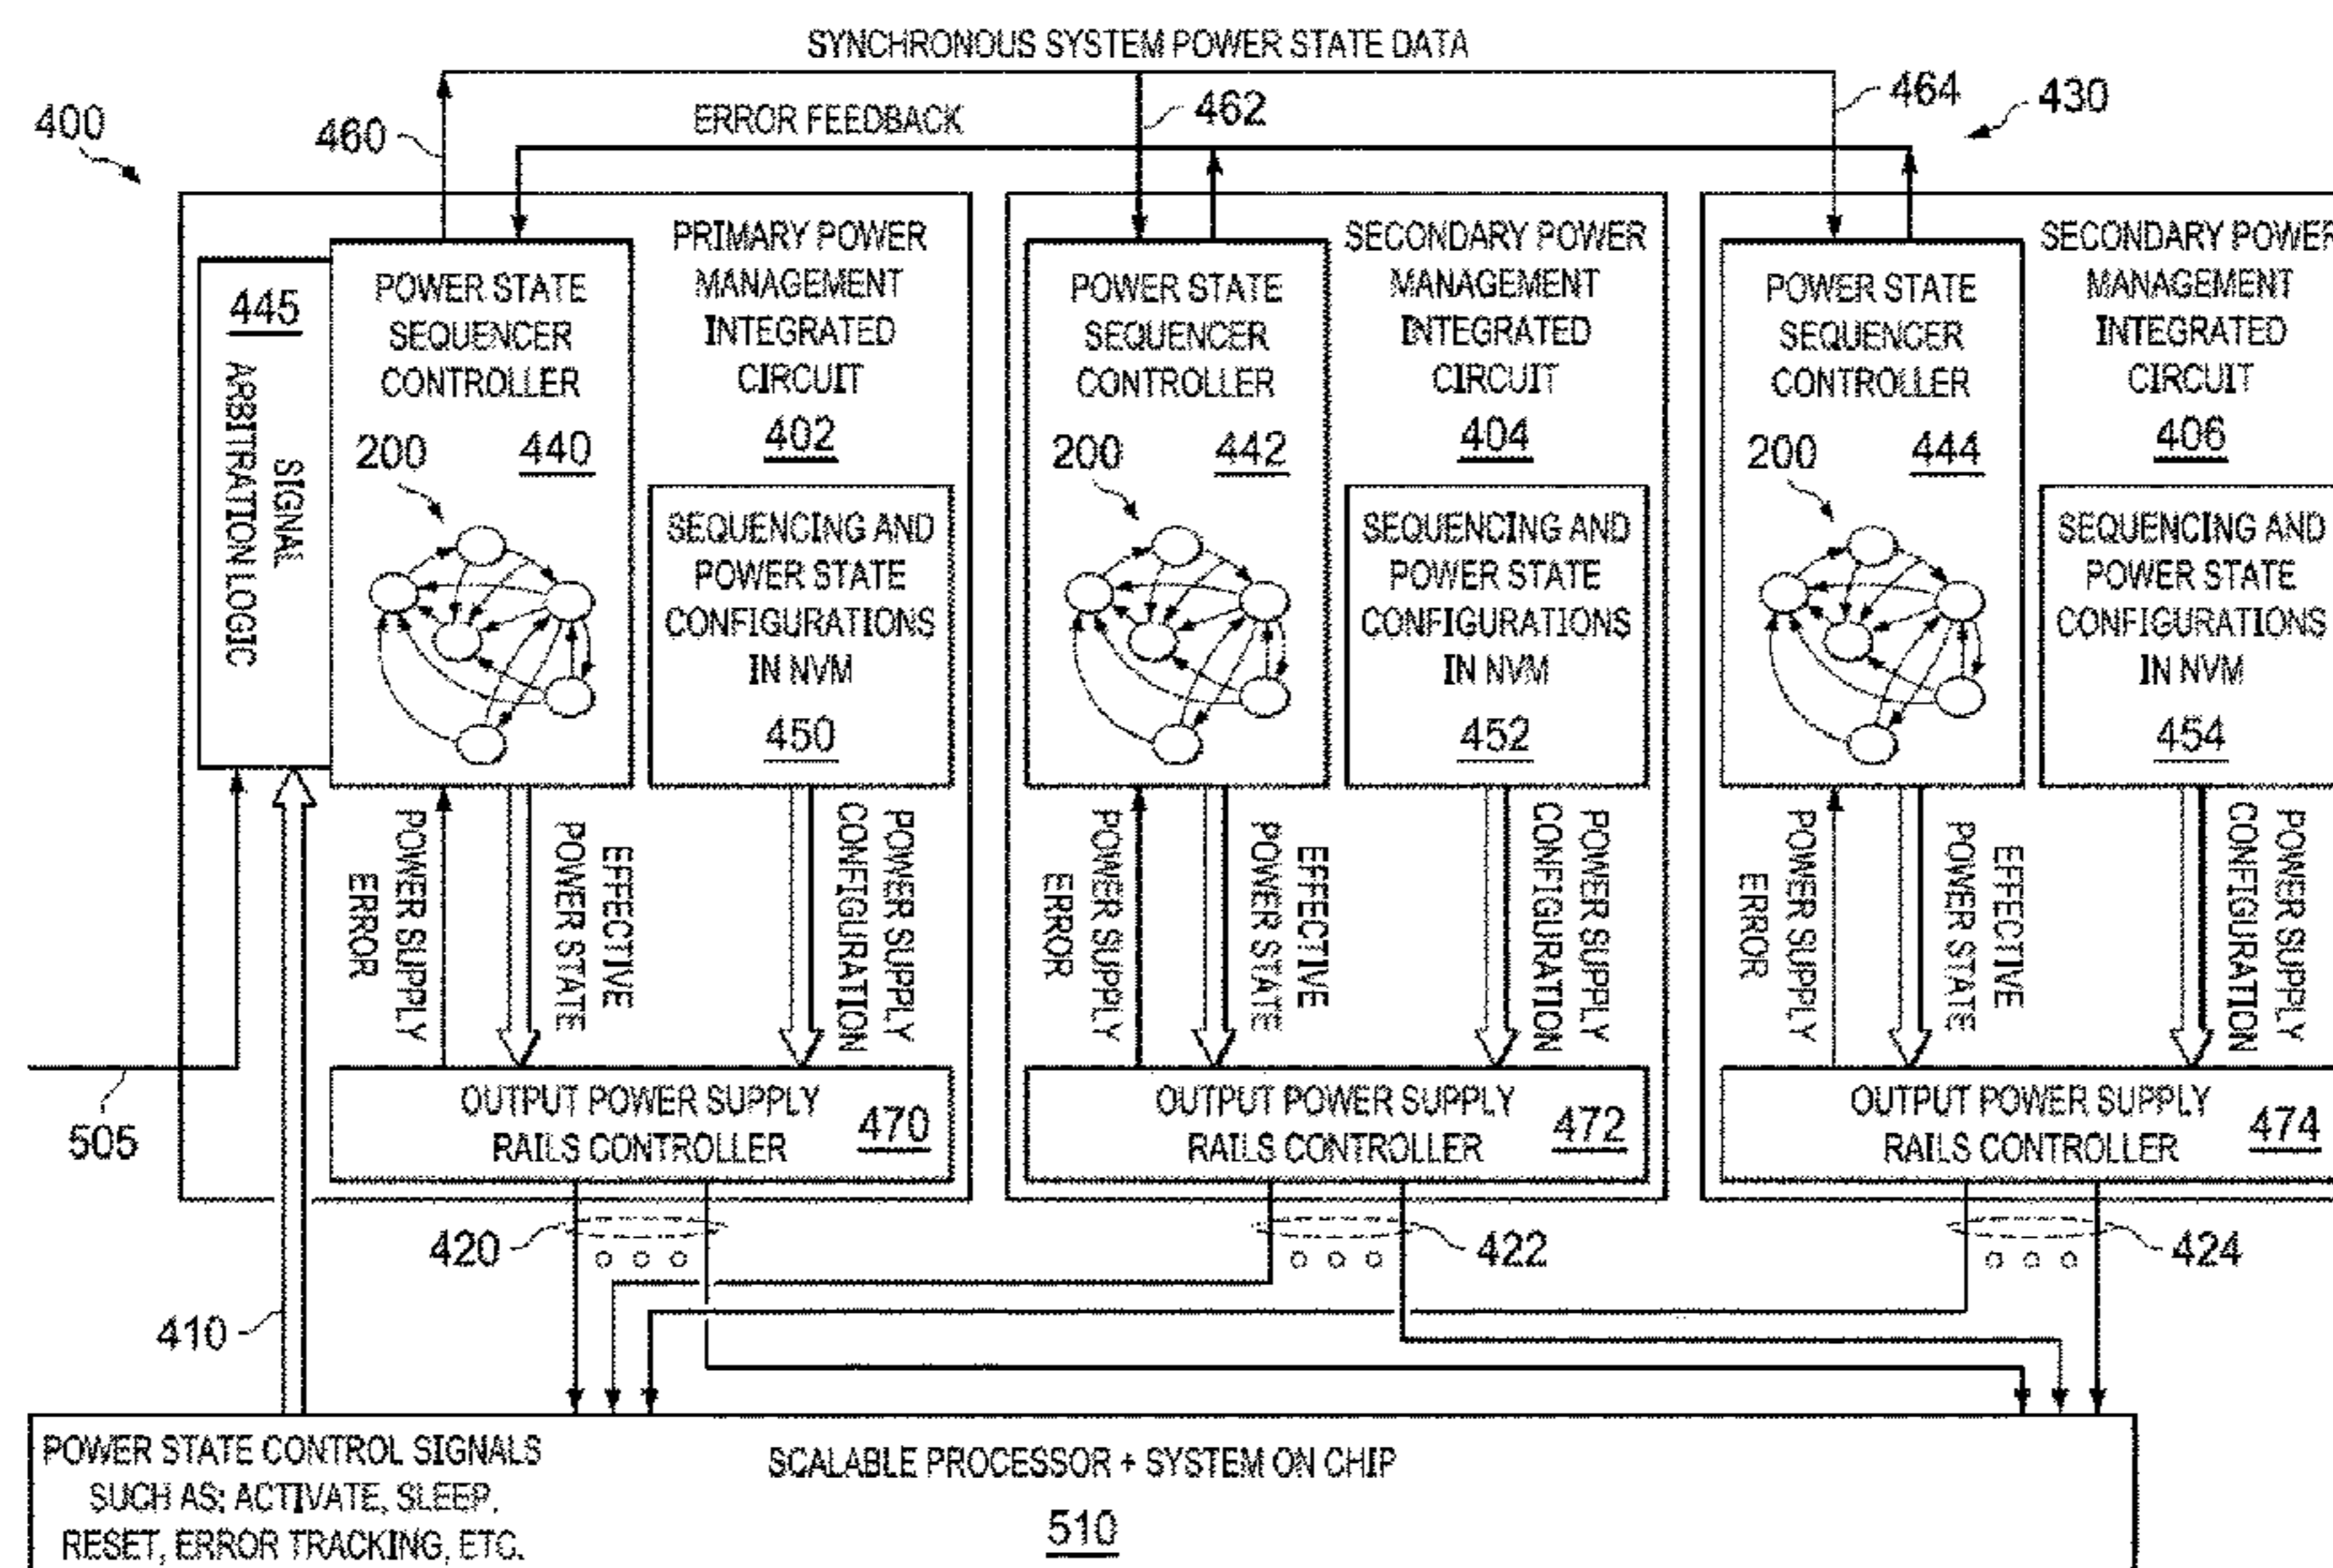 SYNCHRONOUS SYSTEM POWER STATE DATA
400
460
ERROR FEEDBACK
462
464
430
445
SIGNAL
ARBITRATION LOGIC
POWER STATE
SEQUENCER
CONTROLLER
200
440
PRIMARY POWER
MANAGEMENT
INTEGRATED
CIRCUIT
402
SEQUENCING AND
POWER STATE
CONFIGURATIONS
IN NVM
450
POWER STATE
SEQUENCER
CONTROLLER
200
442
SECONDARY POWER
MANAGEMENT
INTEGRATED
CIRCUIT
404
SEQUENCING AND
POWER STATE
CONFIGURATIONS
IN NVM
452
POWER STATE
SEQUENCER
CONTROLLER
200
444
SECONDARY POWER
MANAGEMENT
INTEGRATED
CIRCUIT
406
SEQUENCING AND
POWER STATE
CONFIGURATIONS
IN NVM
454
POWER SUPPLY
ERROR
EFFECTIVE
POWER STATE
POWER SUPPLY
CONFIGURATION
POWER SUPPLY
ERROR
EFFECTIVE
POWER STATE
POWER SUPPLY
CONFIGURATION
POWER SUPPLY
ERROR
EFFECTIVE
POWER STATE
POWER SUPPLY
CONFIGURATION
505
OUTPUT POWER SUPPLY
RAILS CONTROLLER
470
OUTPUT POWER SUPPLY
RAILS CONTROLLER
472
OUTPUT POWER SUPPLY
RAILS CONTROLLER
474
420
422
424
410
POWER STATE CONTROL SIGNALS
SUCH AS: ACTIVATE, SLEEP,
RESET, ERROR TRACKING, ETC.
SCALABLE PROCESSOR + SYSTEM ON CHIP
510